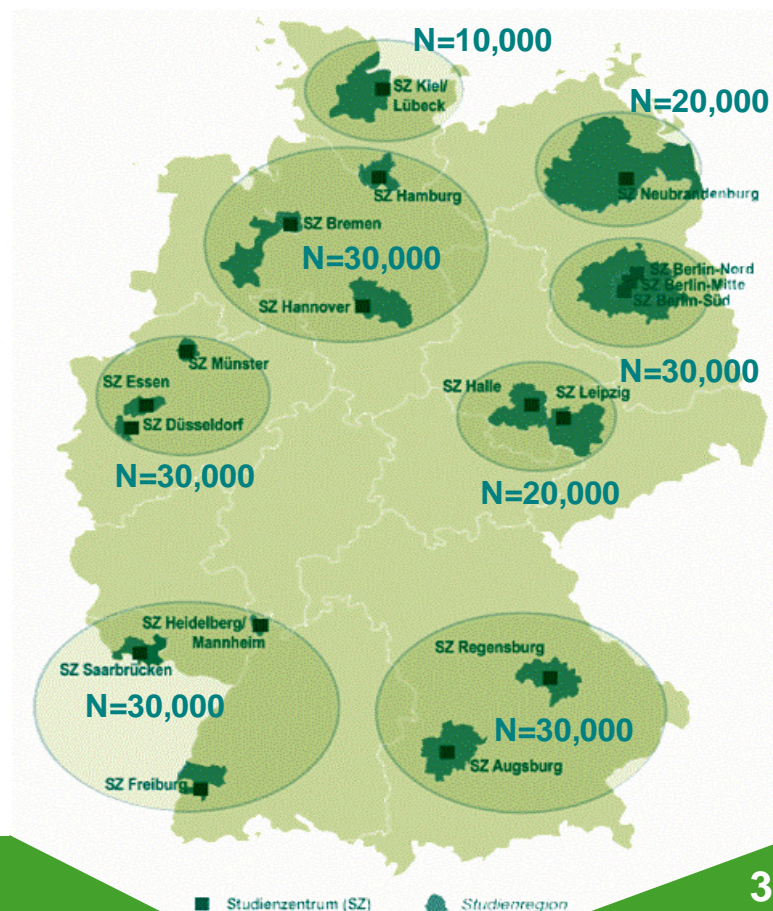 N=10,000
SZ Kiel/
Lübeck
N=20,000
SZ Neubrandenburg
SZ Hamburg
SZ Bremen
N=30,000
SZ Hannover
SZ Berlin-Nord
SZ Berlin-Mitte
SZ Berlin-Süd
N=30,000
SZ Münster
SZ Essen
SZ Düsseldorf
N=30,000
SZ Halle
SZ Leipzig
N=20,000
SZ Heidelberg/
Mannheim
SZ Saarbrücken
N=30,000
SZ Freiburg
SZ Regensburg
N=30,000
SZ Augsburg
3
Studienzentrum (SZ)
Studienregion